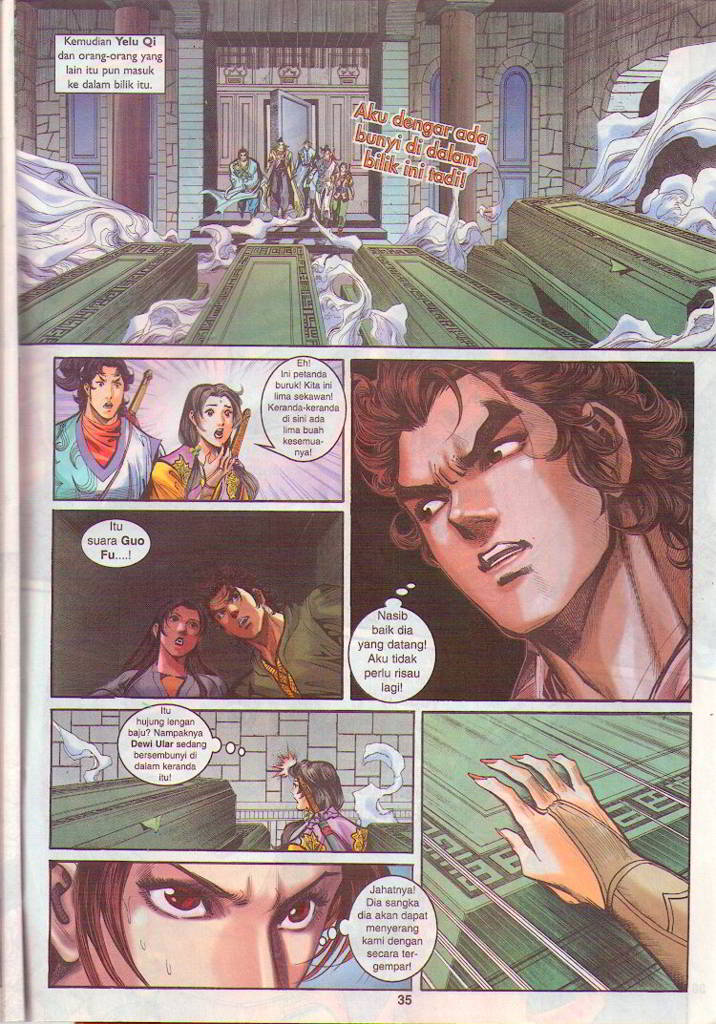 Kemudian Yelu Qi
dan orang-orang yang
lain itu pun masuk
ke dalam bilik itu.
Aku dengar ada
bunyi di dalam
bilik ini tadi!
Eh!
Ini petanda
buruk! Kita ini
lima sekawan!
Keranda-keranda
di sini ada
lima buah
kesemua-
nya!
Itu
suara Guo
Fu....!
Nasib
baik dia
yang datang!
Aku tidak
perlu risau
lagi!
Itu
hujung lengan
baju? Nampaknya
Dewi Ular sedang
bersembunyi di
dalam keranda
itu!
Jahatnya!
Dia sangka
dia akan dapat
menyerang
kami dengan
secara ter-
gempar!
35